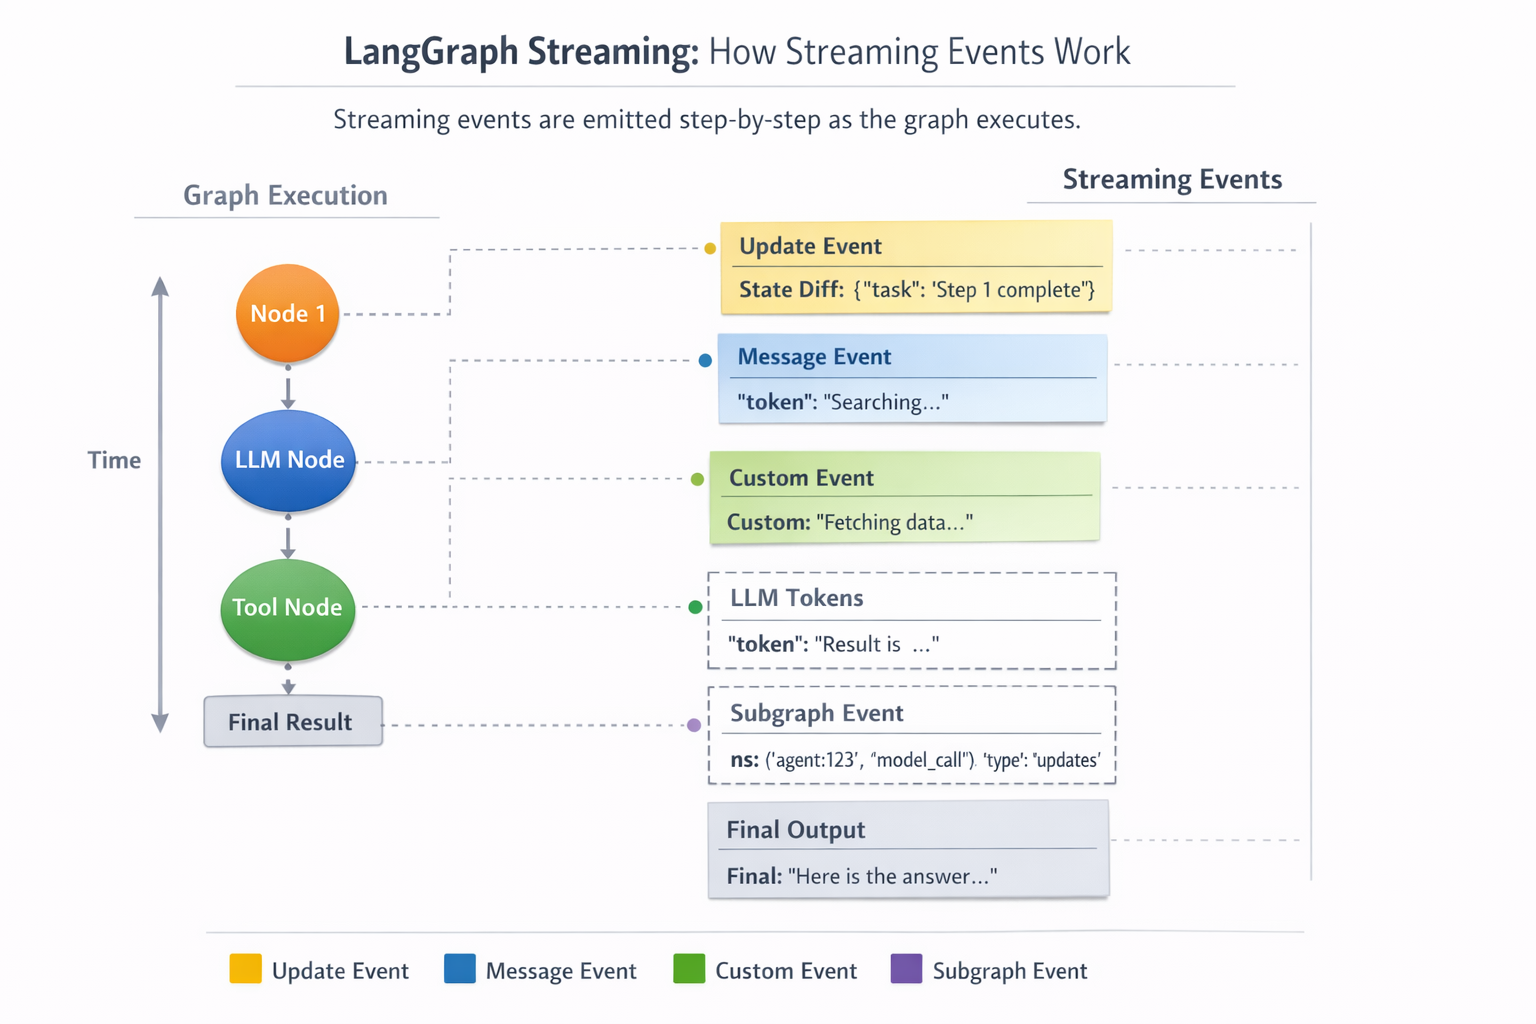 LangGraph Streaming: How Streaming Events Work
Streaming events are emitted step-by-step as the graph executes.
Graph Execution
Streaming Events
Time
Node 1
LLM Node
Tool Node
Final Result
Update Event
State Diff: {"task": 'Step 1 complete"}
Message Event
"token": "Searching..."
Custom Event
Custom: "Fetching data..."
LLM Tokens
"token": "Result is ..."
Subgraph Event
ns: ('agent:123', "model_call") 'type': "updates'
Final Output
Final: "Here is the answer..."
Update Event
Message Event
Custom Event
Subgraph Event